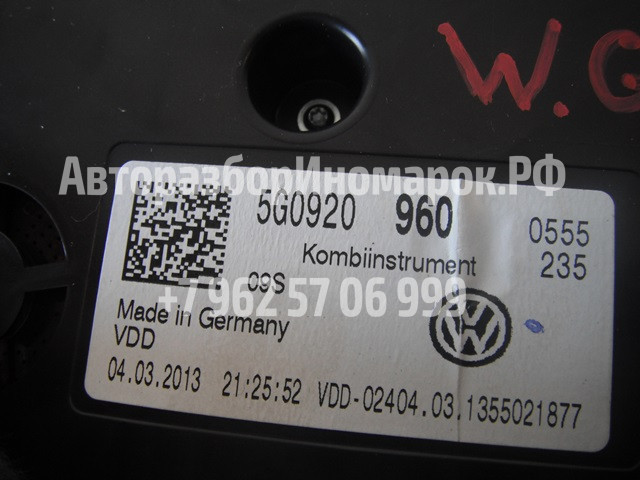 W.G
АвторазборИномарок.РФ
5G0920 960 0555
Kombiinstrument 235
09S
+7 962 57 06 999
Made in Germany
VDD
04.03.2013 21:25:52 VDD-02404.03.1355021877